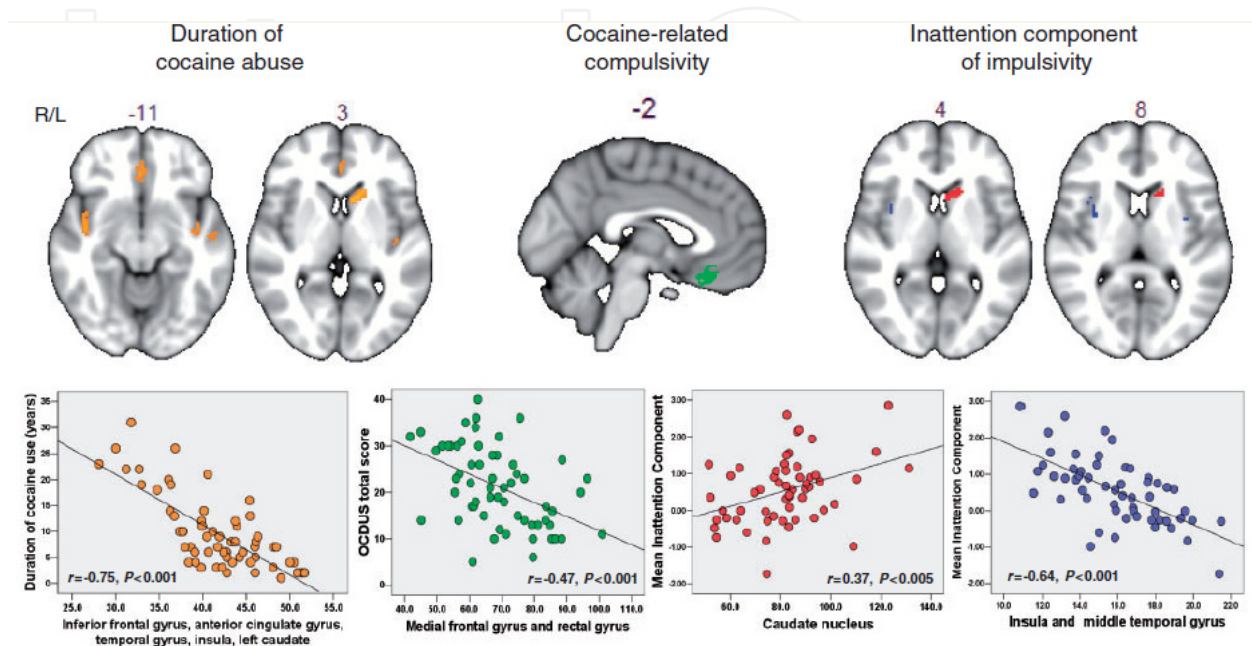 Duration of
cocaine abuse
Cocaine-related
compulsivity
Inattention component
of impulsivity
R/L
-11
3
-2
4
8
Duration of cocaine use (years)
35
30
25
20
15
10
5
0
r=-0.75, P<0.001
25.0 30.0 35.0 40.0 45.0 50.0 55.0
Inferior frontal gyrus, anterior cingulate gyrus,
temporal gyrus, insula, left caudate
OCDUS total score
40
30
20
10
0
r=-0.47, P<0.001
40.0 50.0 60.0 70.0 80.0 90.0 100.0 110.0
Medial frontal gyrus and rectal gyrus
Mean Inattention Component
3.00
2.00
1.00
0.00
-1.00
-2.00
r=0.37, P<0.005
60.0 80.0 100.0 120.0 140.0
Caudate nucleus
Mean Inattention Component
3.00
2.00
1.00
0.00
-1.00
2.00
r=-0.64, P<0.001
10.0 12.0 14.0 16.0 18.0 20.0 22.0
Insula and middle temporal gyrus